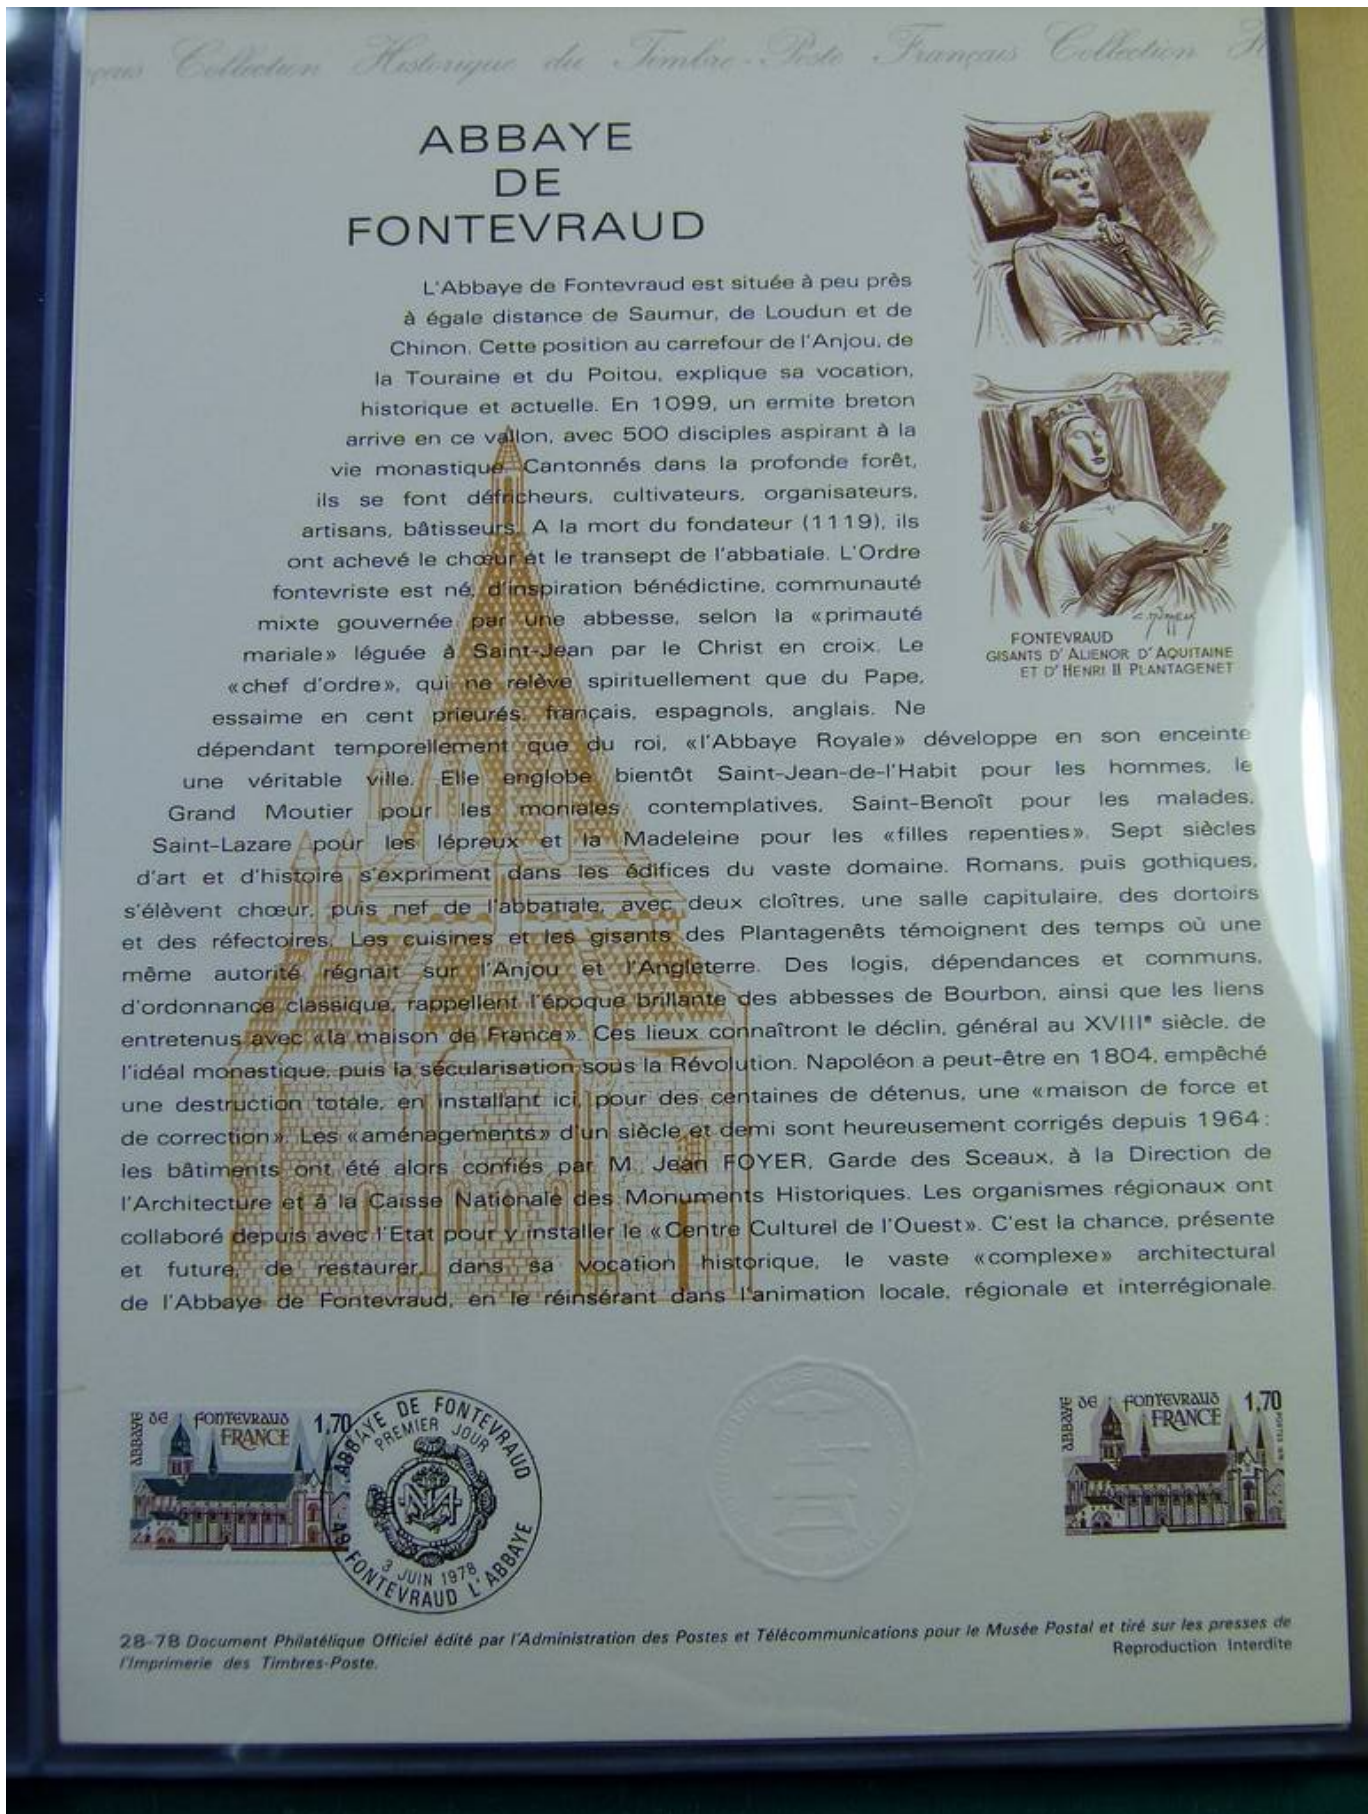 çais Collection Historique du Timbre-Poste Français Collection
ABBAYE
DE
FONTEVRAUD
L'Abbaye de Fontevraud est située à peu près
à égale distance de Saumur, de Loudun et de
Chinon. Cette position au carrefour de l'Anjou, de
la Touraine et du Poitou, explique sa vocation,
historique et actuelle. En 1099, un ermite breton
arrive en ce vallon, avec 500 disciples aspirant à la
vie monastique. Cantonnés dans la profonde forêt,
ils se font défricheurs, cultivateurs, organisateurs,
artisans, bâtisseurs. A la mort du fondateur (1119), ils
ont achevé le chœur et le transept de l'abbatiale. L'Ordre
fontevriste est né, d'inspiration bénédictine, communauté
mixte gouvernée par une abbesse, selon la «primauté
mariale» léguée à Saint-Jean par le Christ en croix. Le
«chef d'ordre», qui ne relève spirituellement que du Pape,
essaime en cent prieurés, français, espagnols, anglais. Ne
dépendant temporellement que du roi, «l'Abbaye Royale» développe en son enceinte
une véritable ville. Elle englobe bientôt Saint-Jean-de-l'Habit pour les hommes, le
Grand Moutier pour les moniales contemplatives, Saint-Benoît pour les malades,
Saint-Lazare pour les lépreux et la Madeleine pour les «filles repenties». Sept siècles
d'art et d'histoire s'expriment dans les édifices du vaste domaine. Romans, puis gothiques,
s'élèvent chœur, puis nef de l'abbatiale, avec deux cloîtres, une salle capitulaire, des dortoirs
et des réfectoires. Les cuisines et les gisants des Plantagenêts témoignent des temps où une
même autorité régnait sur l'Anjou et l'Angleterre. Des logis, dépendances et communs,
d'ordonnance classique, rappellent l'époque brillante des abbesses de Bourbon, ainsi que les liens
entretenus avec «la maison de France». Ces lieux connaîtront le déclin, général au XVIIIe siècle, de
l'idéal monastique, puis la sécularisation sous la Révolution. Napoléon a peut-être en 1804, empêché
une destruction totale, en installant ici, pour des centaines de détenus, une «maison de force et
de correction». Les «aménagements» d'un siècle et demi sont heureusement corrigés depuis 1964:
les bâtiments ont été alors confiés par M. Jean FOYER, Garde des Sceaux, à la Direction de
l'Architecture et à la Caisse Nationale des Monuments Historiques. Les organismes régionaux ont
collaboré depuis avec l'Etat pour y installer le «Centre Culturel de l'Ouest». C'est la chance, présente
et future, de restaurer, dans sa vocation historique, le vaste «complexe» architectural
de l'Abbaye de Fontevraud, en le réinsérant dans l'animation locale, régionale et interrégionale.
FONTEVRAUD
GISANTS D'ALIENOR D'AQUITAINE
ET D'HENRI II PLANTAGENET
ABBAYE DE FONTEVRAUD 1,70
FRANCE
ABBAYE DE FONTEVRAUD
PREMIER JOUR
3 JUIN 1978
49 FONTEVRAUD L'ABBAYE
ABBAYE DE FONTEVRAUD 1,70
FRANCE
POSTES 1978
28-78 Document Philatélique Officiel édité par l'Administration des Postes et Télécommunications pour le Musée Postal et tiré sur les presses de
l'Imprimerie des Timbres-Poste.
Reproduction Interdite